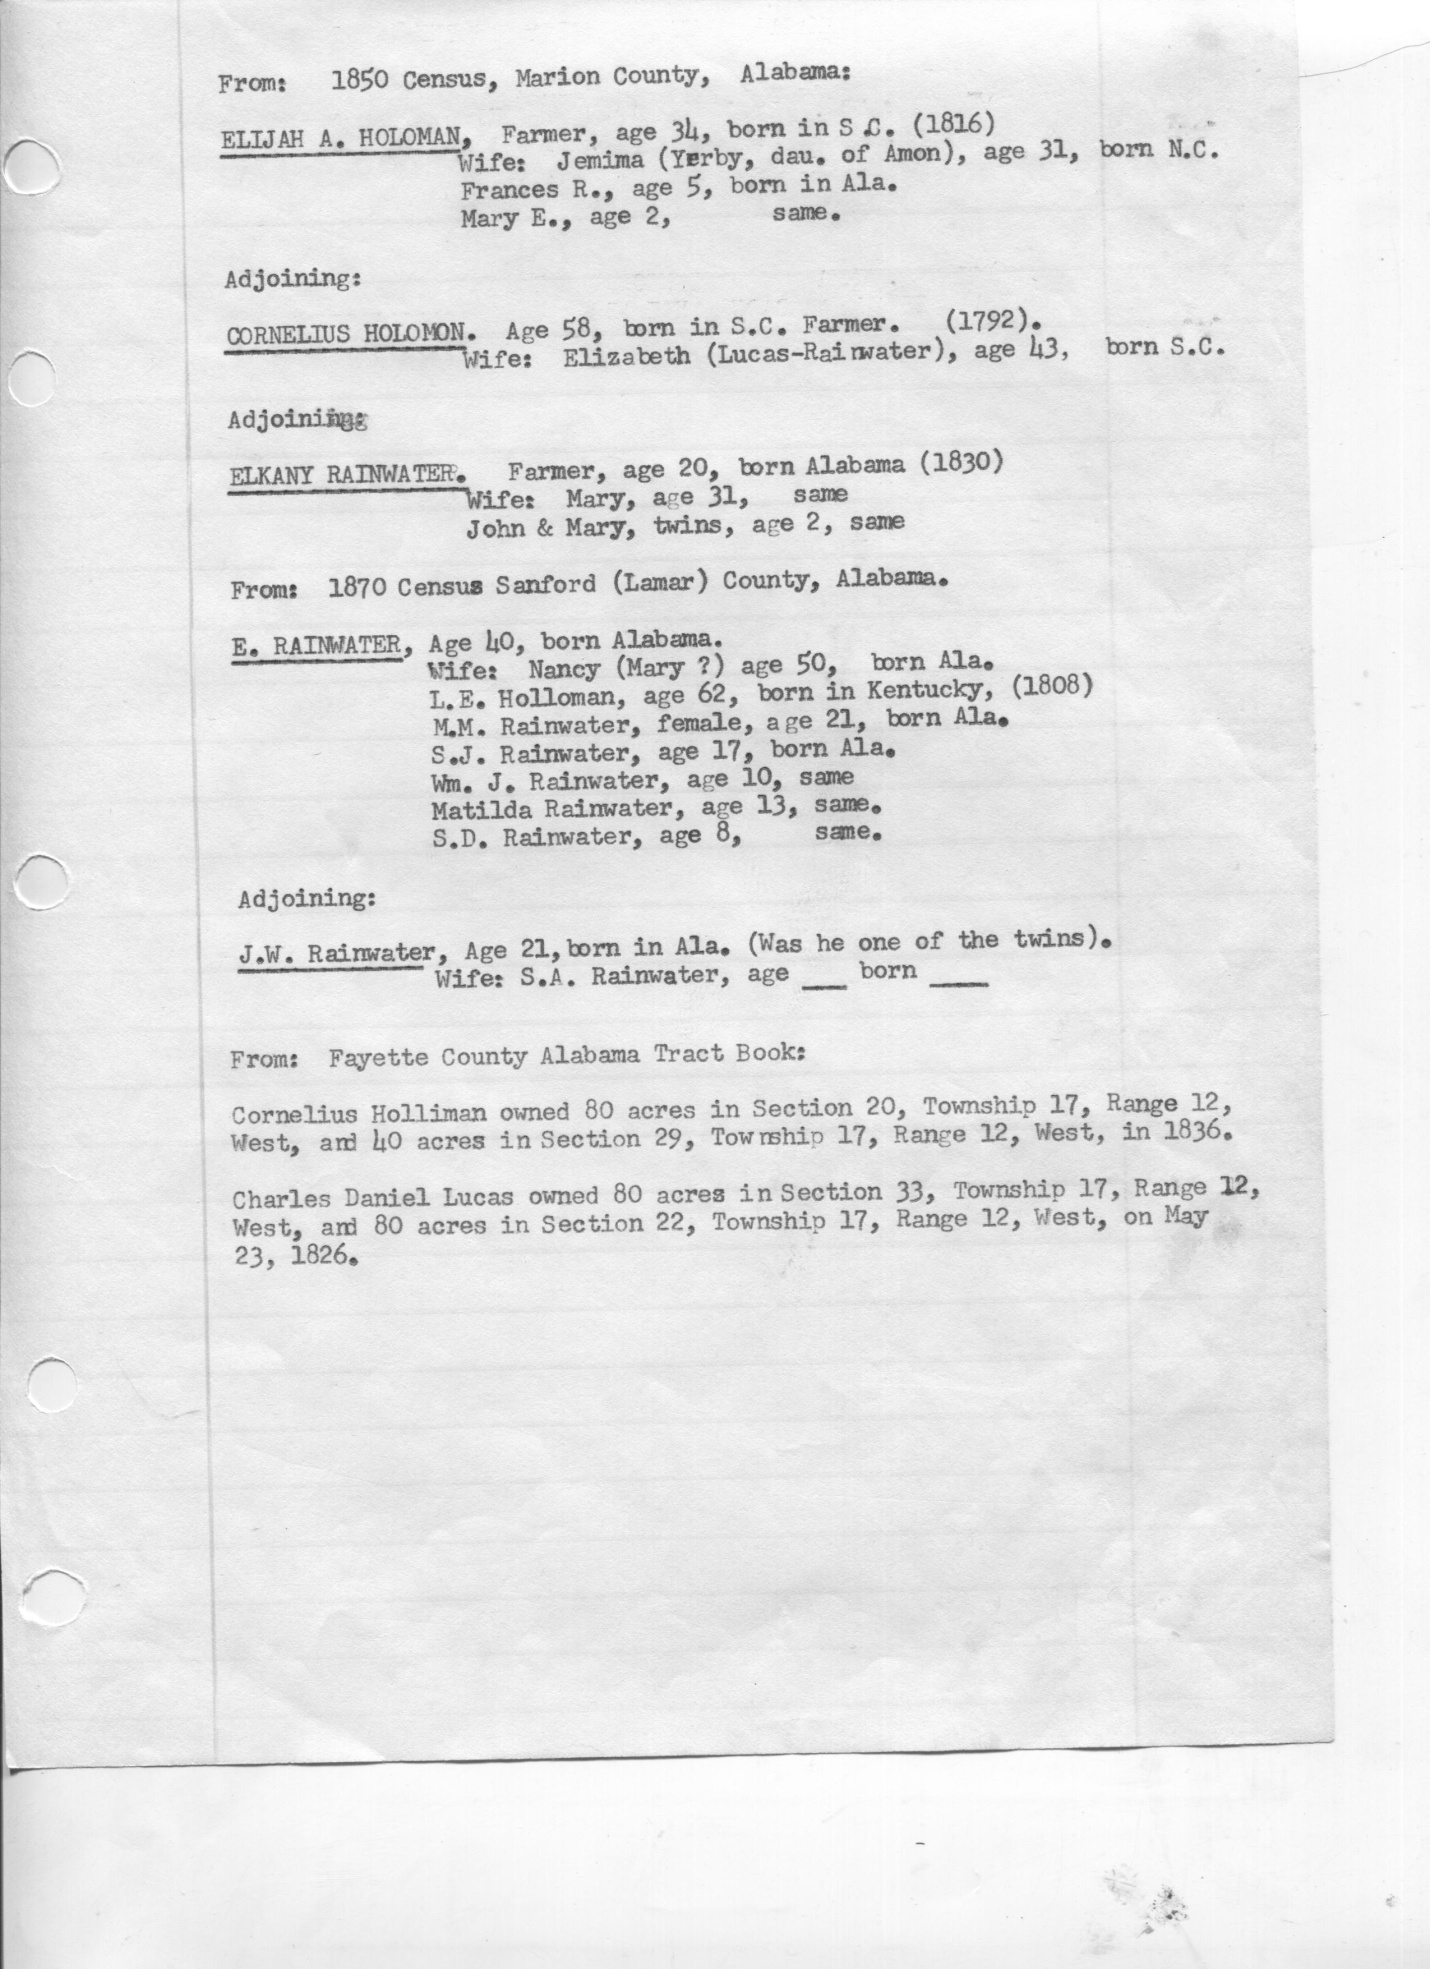 From: 1850 Census, Marion County, Alabama:
ELIJAH A. HOLOMAN, Farmer, age 34, born in S.C. (1816)
Wife: Jemima (Yerby, dau. of Amon), age 31, born N.C.
Frances R., age 5, born in Ala.
Mary E., age 2, same.
Adjoining:
CORNELIUS HOLOMON. Age 58, born in S.C. Farmer. (1792).
Wife: Elizabeth (Lucas-Rainwater), age 43, born S.C.
Adjoining:
ELKANY RAINWATER. Farmer, age 20, born Alabama (1830)
Wife: Mary, age 31, same
John & Mary, twins, age 2, same
From: 1870 Census Sanford (Lamar) County, Alabama.
E. RAINWATER, Age 40, born Alabama.
Wife: Nancy (Mary ?) age 50, born Ala.
L.E. Holloman, age 62, born in Kentucky, (1808)
M.M. Rainwater, female, age 21, born Ala.
S.J. Rainwater, age 17, born Ala.
Wm. J. Rainwater, age 10, same
Matilda Rainwater, age 13, same.
S.D. Rainwater, age 8, same.
Adjoining:
J.W. Rainwater, Age 21, born in Ala. (Was he one of the twins).
Wife: S.A. Rainwater, age ___ born ____
From: Fayette County Alabama Tract Book:
Cornelius Holliman owned 80 acres in Section 20, Township 17, Range 12,
West, and 40 acres in Section 29, Township 17, Range 12, West, in 1836.
Charles Daniel Lucas owned 80 acres in Section 33, Township 17, Range 12,
West, and 80 acres in Section 22, Township 17, Range 12, West, on May
23, 1826.